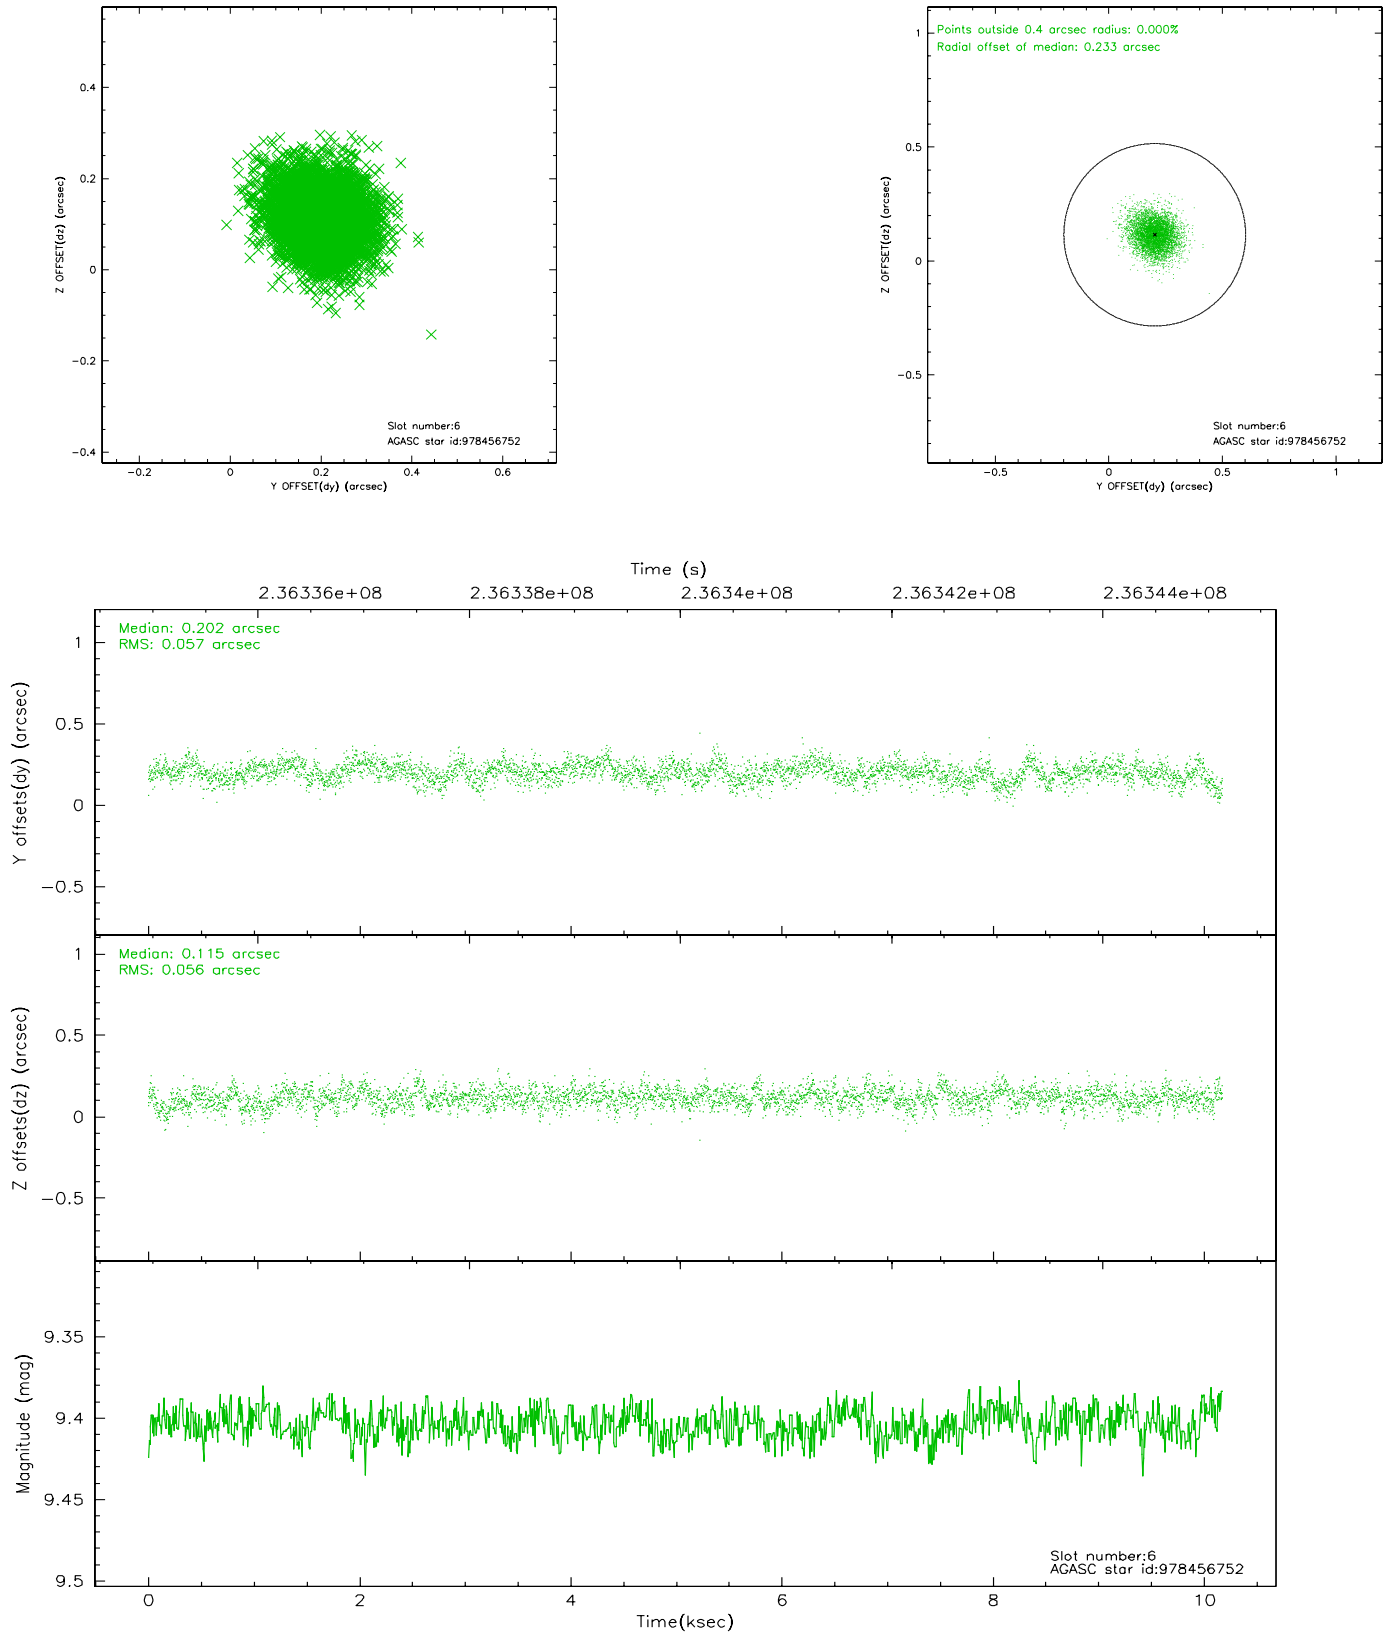 0.4
0.2
0
-0.2
-0.4
Z OFFSET(dz) (arcsec)
Slot number:6
AGASC star id:978456752
-0.2
0
0.2
0.4
0.6
Y OFFSET(dy) (arcsec)
Points outside 0.4 arcsec radius: 0.000%
Radial offset of median: 0.233 arcsec
1
0.5
0
-0.5
Z OFFSET(dz) (arcsec)
Slot number:6
AGASC star id:978456752
-0.5
0
0.5
1
Y OFFSET(dy) (arcsec)
Time (s)
2.36336e+08 2.36338e+08 2.3634e+08 2.36342e+08 2.36344e+08
Median: 0.202 arcsec
RMS: 0.057 arcsec
1
0.5
0
-0.5
Y offsets(dy) (arcsec)
Median: 0.115 arcsec
RMS: 0.056 arcsec
1
0.5
0
-0.5
Z offsets(dz) (arcsec)
9.35
9.4
9.45
9.5
Magnitude (mag)
Slot number:6
AGASC star id:978456752
0 2 4 6 8 10
Time(ksec)